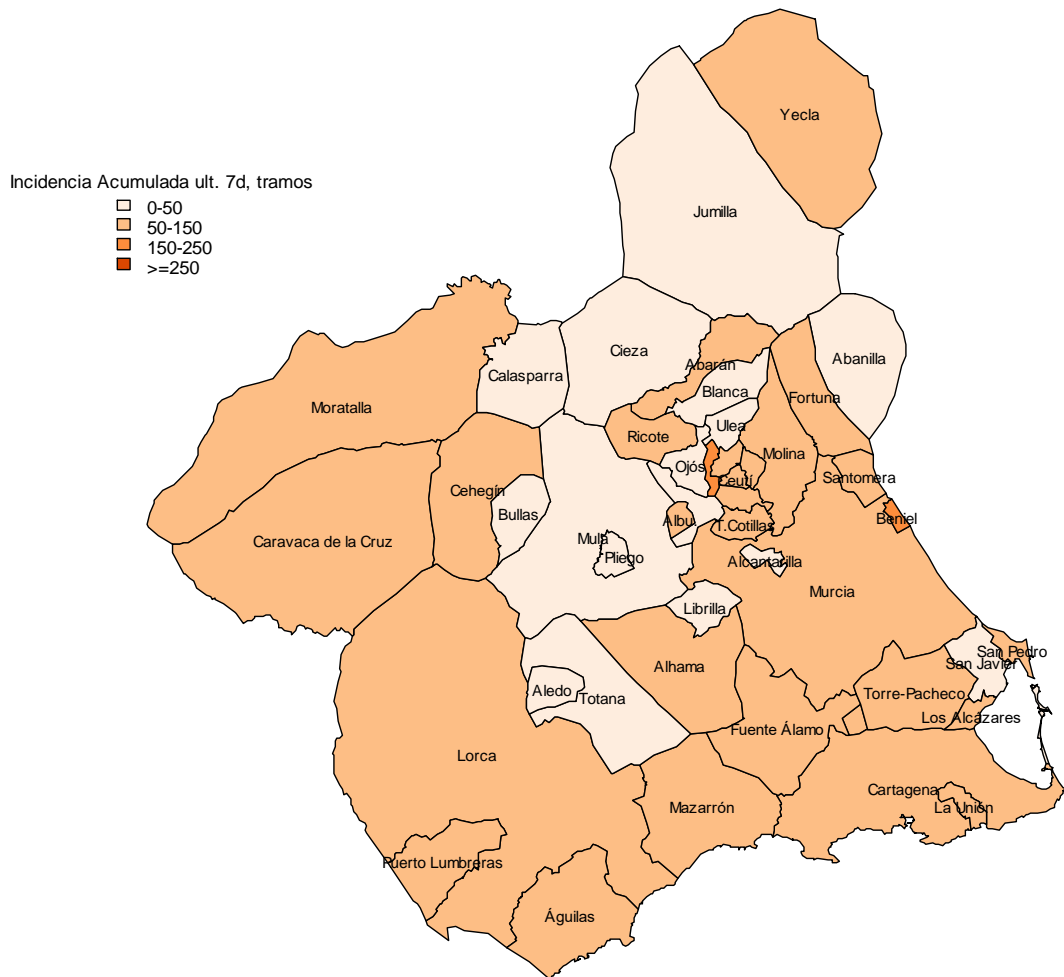 Yecla
Incidencia Acumulada ult. 7d, tramos
0-50
50-150
150-250
>=250
Jumilla
Cieza
Abanilla
Abarán
Calasparra
Blanca
Fortuna
Moratalla
Ulea
Ricote
Molina
Ojós
Santomera
Ceutí
Cehegín
Bullas
Albu
T.Cotillas
Beniel
Caravaca de la Cruz
Mula
Pliego
Alcantarilla
Murcia
Librilla
San Pedro
San Javier
Alhama
Aledo
Totana
Torre-Pacheco
Los Alcázares
Fuente Álamo
Lorca
Cartagena
La Unión
Mazarrón
Puerto Lumbreras
Águilas